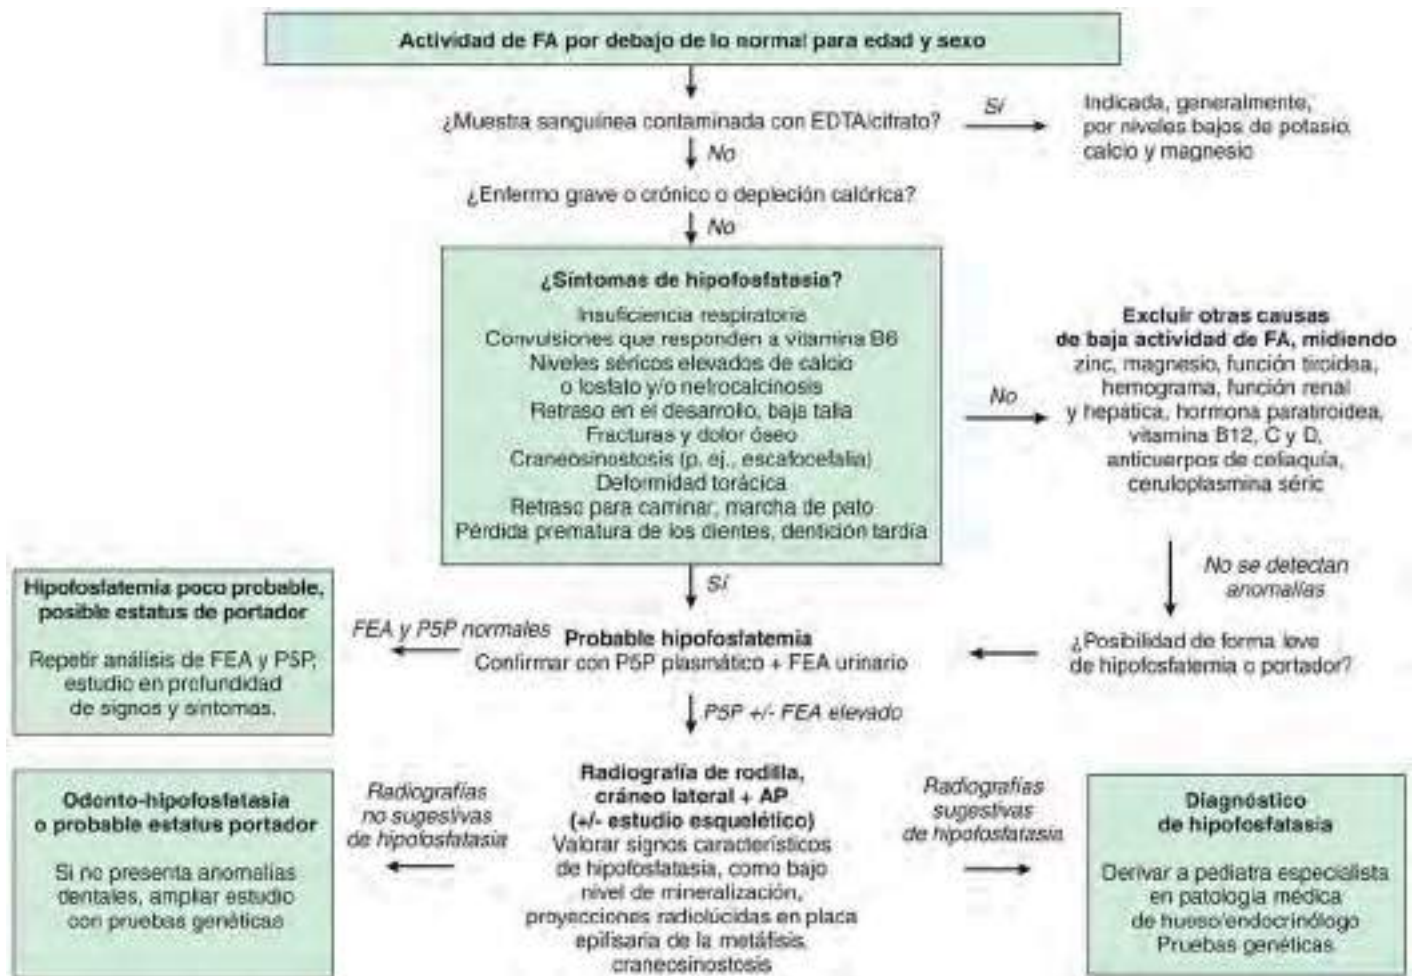 Actividad de FA por debajo de lo normal para edad y sexo
¿Muestra sanguínea contaminada con EDTA/citrato?
Sí
Indicada, generalmente,
por niveles bajos de potasio,
calcio y magnesio
No
¿Enfermo grave o crónico o depleción calórica?
No
¿Síntomas de hipofosfatasia?
Insuficiencia respiratoria
Convulsiones que responden a vitamina B6
Niveles séricos elevados de calcio
o fosfato y/o nefrocalcinosis
Retraso en el desarrollo, baja talla
Fracturas y dolor óseo
Craneosinostosis (p. ej., escafocefalia)
Deformidad torácica
Retraso para caminar, marcha de pato
Pérdida prematura de los dientes, dentición tardía
No
Excluir otras causas
de baja actividad de FA, midiendo
zinc, magnesio, función tiroidea,
hemograma, función renal
y hepática, hormona paratiroidea,
vitamina B12, C y D,
anticuerpos de celiaquía,
ceruloplasmina séric
No se detectan
anomalías
¿Posibilidad de forma leve
de hipofosfatemia o portador?
Sí
Probable hipofosfatemia
Confirmar con P5P plasmático + FEA urinario
FEA y P5P normales
Hipofosfatemia poco probable,
posible estatus de portador
Repetir análisis de FEA y P5P,
estudio en profundidad
de signos y síntomas.
P5P +/- FEA elevado
Radiografía de rodilla,
cráneo lateral + AP
(+/- estudio esquelético)
Valorar signos característicos
de hipofosfatasia, como bajo
nivel de mineralización,
proyecciones radiolúcidas en placa
epifisaria de la metáfisis,
craneosinostosis
Radiografías
no sugestivas
de hipofosfatasia
Odonto-hipofosfatasia
o probable estatus portador
Si no presenta anomalías
dentales, ampliar estudio
con pruebas genéticas
Radiografías
sugestivas
de hipofosfatasia
Diagnóstico
de hipofosfatasia
Derivar a pediatra especialista
en patología médica
de hueso/endocrinólogo
Pruebas genéticas